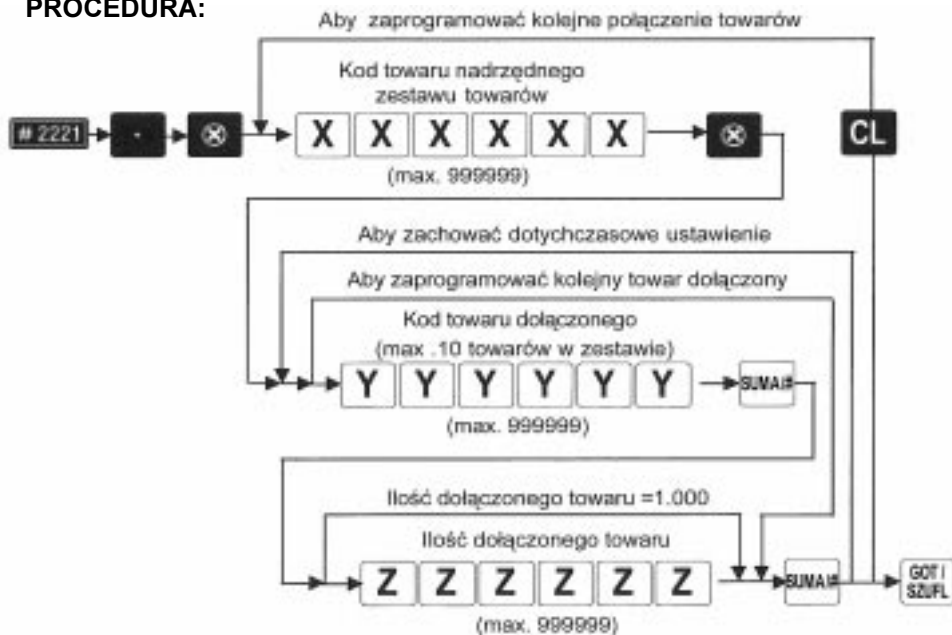 PROCEDURA:
Aby zaprogramować kolejne połączenie towarów
Kod towaru nadrzędnego
zestawu towarów
# 2221 . ⊗ X X X X X X ⊗ CL
(max. 999999)
Aby zachować dotychczasowe ustawienie
Aby zaprogramować kolejny towar dołączony
Kod towaru dołączonego
(max .10 towarów w zestawie)
Y Y Y Y Y Y SUMA/#
(max. 999999)
Ilość dołączonego towaru =1.000
Ilość dołączonego towaru
Z Z Z Z Z Z SUMA/# GOT /
SZUFL
(max. 999999)